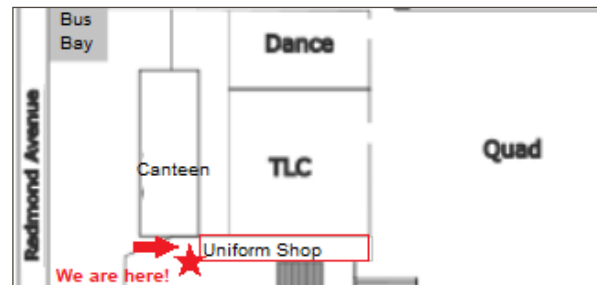 Bus
Bay
Dance
Redmond Avenue
Canteen
TLC
Quad
Uniform Shop
We are here!